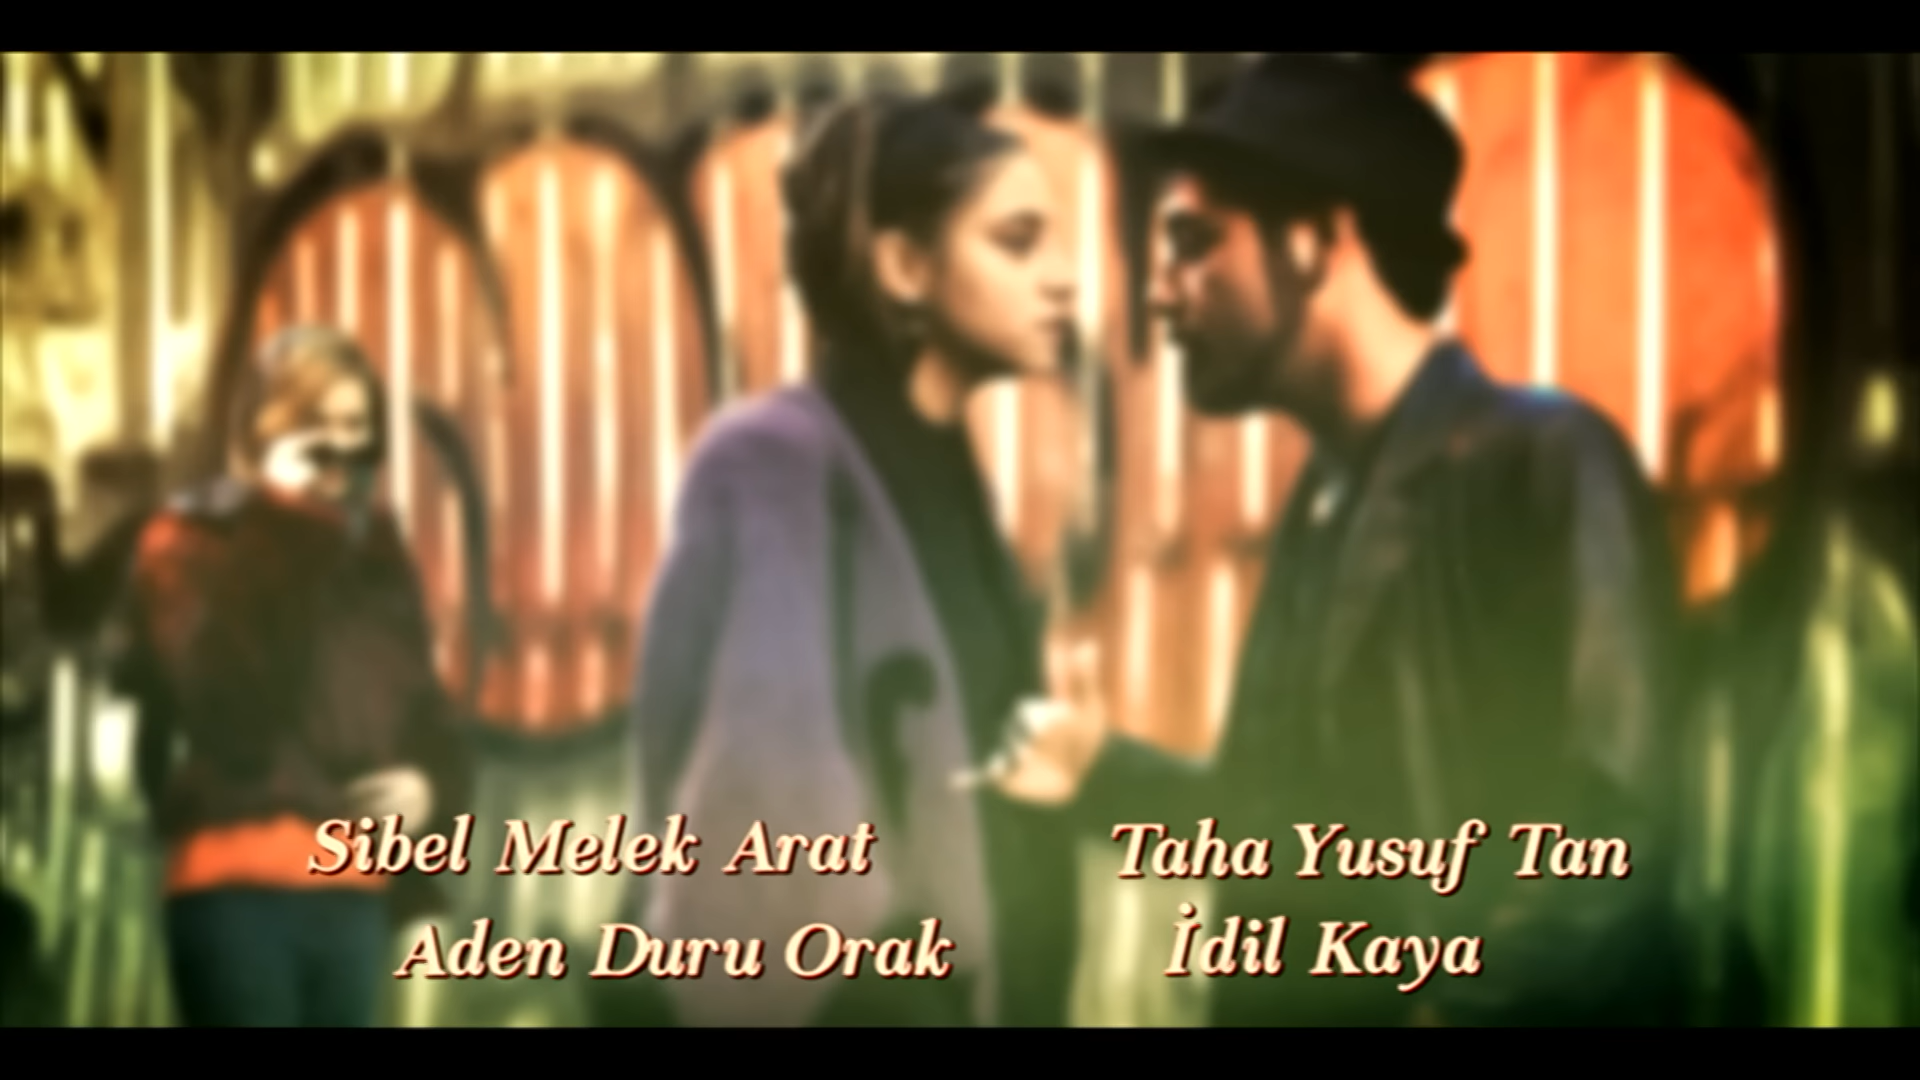 Sibel Melek Arat
Aden Duru Orak
Taha Yusuf Tan
İdil Kaya